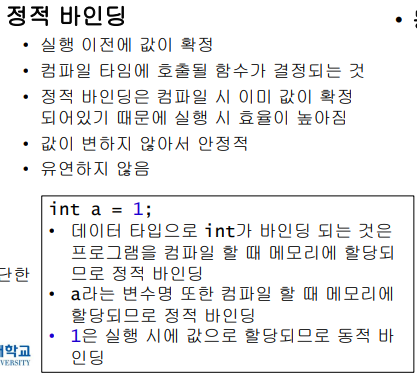 정적 바인딩
• 실행 이전에 값이 확정
• 컴파일 타임에 호출될 함수가 결정되는 것
• 정적 바인딩은 컴파일 시 이미 값이 확정
되어있기 때문에 실행 시 효율이 높아짐
• 값이 변하지 않아서 안정적
• 유연하지 않음
int a = 1;
• 데이터 타입으로 int가 바인딩 되는 것은
프로그램을 컴파일 할 때 메모리에 할당되
므로 정적 바인딩
• a라는 변수명 또한 컴파일 할 때 메모리에
할당되므로 정적 바인딩
• 1은 실행 시에 값으로 할당되므로 동적 바
인딩
단한
학교
VERSITY